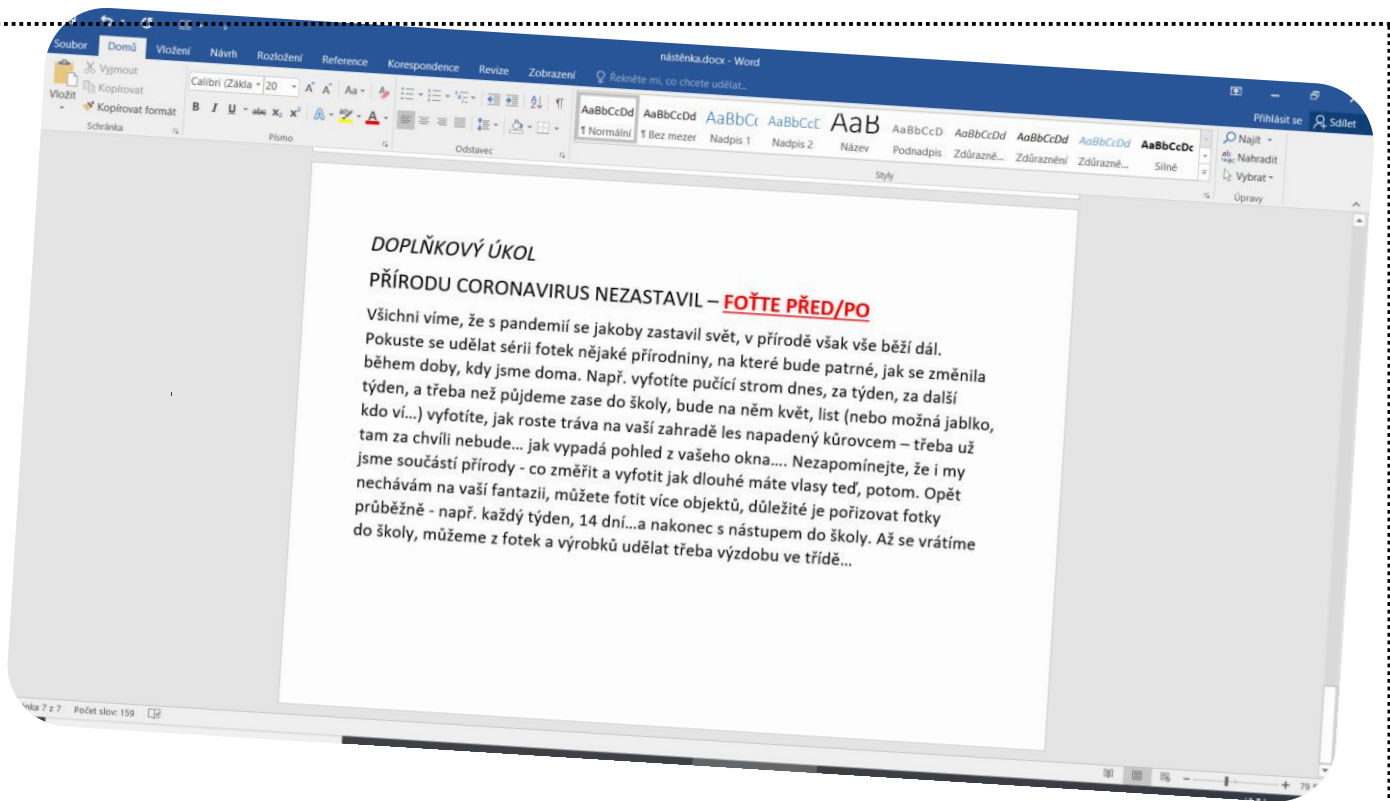 nástěnka.docx - Word
Soubor Domů Vložení Návrh Rozložení Reference Korespondence Revize Zobrazení Řekněte mi, co chcete udělat...
Přihlásit se Sdílet
Vložit
Vyjmout
Kopírovat
Kopírovat formát
Schránka
Calibri (Zákla 20
Písmo
Odstavec
AaBbCcDd AaBbCcDd AaBbCc AaBbCcE AaB AaBbCcD AaBbCcDd AaBbCcDd AaBbCcDd AaBbCcDc
¶ Normální ¶ Bez mezer Nadpis 1 Nadpis 2 Název Podnadpis Zdůrazně... Zdůraznění Zdůrazně... Silné
Styly
Najít
Nahradit
Vybrat
Úpravy
DOPLŇKOVÝ ÚKOL
PŘÍRODU CORONAVIRUS NEZASTAVIL – FOŤTE PŘED/PO
Všichni víme, že s pandemií se jakoby zastavil svět, v přírodě však vše běží dál.
Pokuste se udělat sérii fotek nějaké přírodniny, na které bude patrné, jak se změnila
během doby, kdy jsme doma. Např. vyfotíte pučící strom dnes, za týden, za další
týden, a třeba než půjdeme zase do školy, bude na něm květ, list (nebo možná jablko,
kdo ví...) vyfotíte, jak roste tráva na vaší zahradě les napadený kůrovcem – třeba už
tam za chvíli nebude... jak vypadá pohled z vašeho okna.... Nezapomínejte, že i my
jsme součástí přírody - co změřit a vyfotit jak dlouhé máte vlasy teď, potom. Opět
nechávám na vaší fantazii, můžete fotit více objektů, důležité je pořizovat fotky
průběžně - např. každý týden, 14 dní...a nakonec s nástupem do školy. Až se vrátíme
do školy, můžeme z fotek a výrobků udělat třeba výzdobu ve třídě...
7 z 7 Počet slov: 159